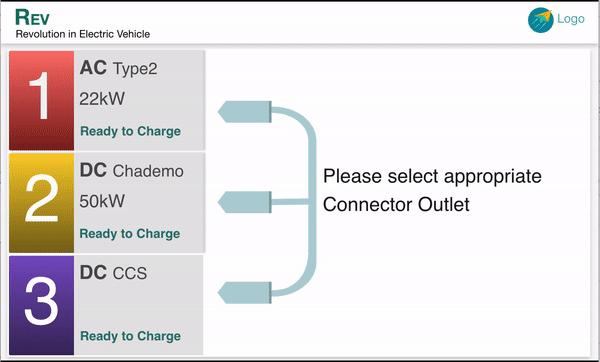 REV
Revolution in Electric Vehicle
Logo
1
AC Type2
22kW
Ready to Charge
2
DC Chademo
50kW
Ready to Charge
3
DC CCS
Ready to Charge
Please select appropriate
Connector Outlet